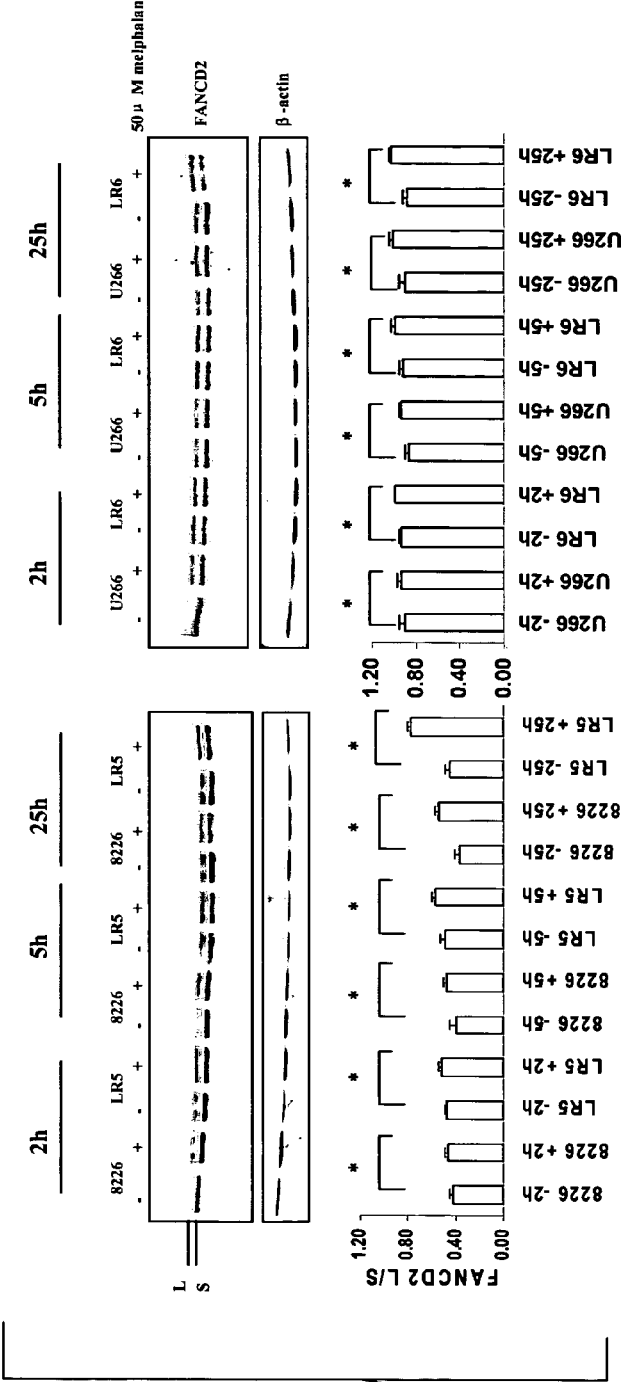 2h 5h 25h
8226 LR5 8226 LR5 8226 LR5
- + - + - + - + - + - +
L
S
2h 5h 25h
U266 LR6 U266 LR6 U266 LR6
- + - + - + - + - + - + 50 μ M melphalan
FANCD2
β-actin
FANCD2 L/S
1.20
0.80
0.40
0.00
* * * * * *
8226 -2h
8226 +2h
LR5 -2h
LR5 +2h
8226 -5h
8226 +5h
LR5 -5h
LR5 +5h
8226 -25h
8226 +25h
LR5 -25h
LR5 +25h
1.20
0.80
0.40
0.00
* * * * * *
U266 -2h
U266 +2h
LR6 -2h
LR6 +2h
U266 -5h
U266 +5h
LR6 -5h
LR6 +5h
U266 -25h
U266 +25h
LR6 -25h
LR6 +25h